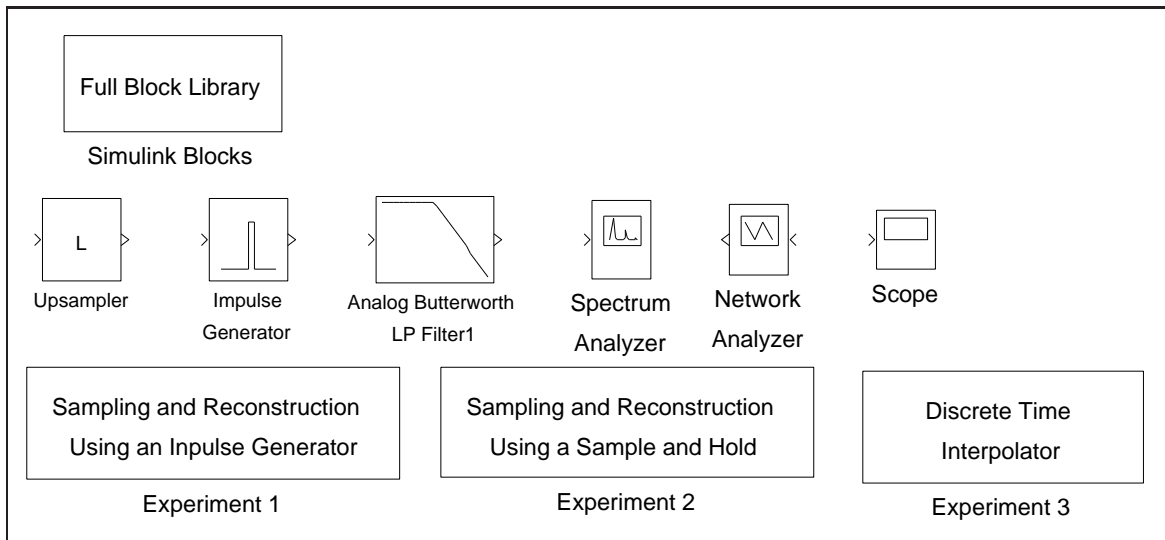 Full Block Library
Simulink Blocks
L
Upsampler
Impulse
Generator
Analog Butterworth
LP Filter1
Spectrum
Analyzer
Network
Analyzer
Scope
Sampling and Reconstruction
Using an Inpulse Generator
Experiment 1
Sampling and Reconstruction
Using a Sample and Hold
Experiment 2
Discrete Time
Interpolator
Experiment 3